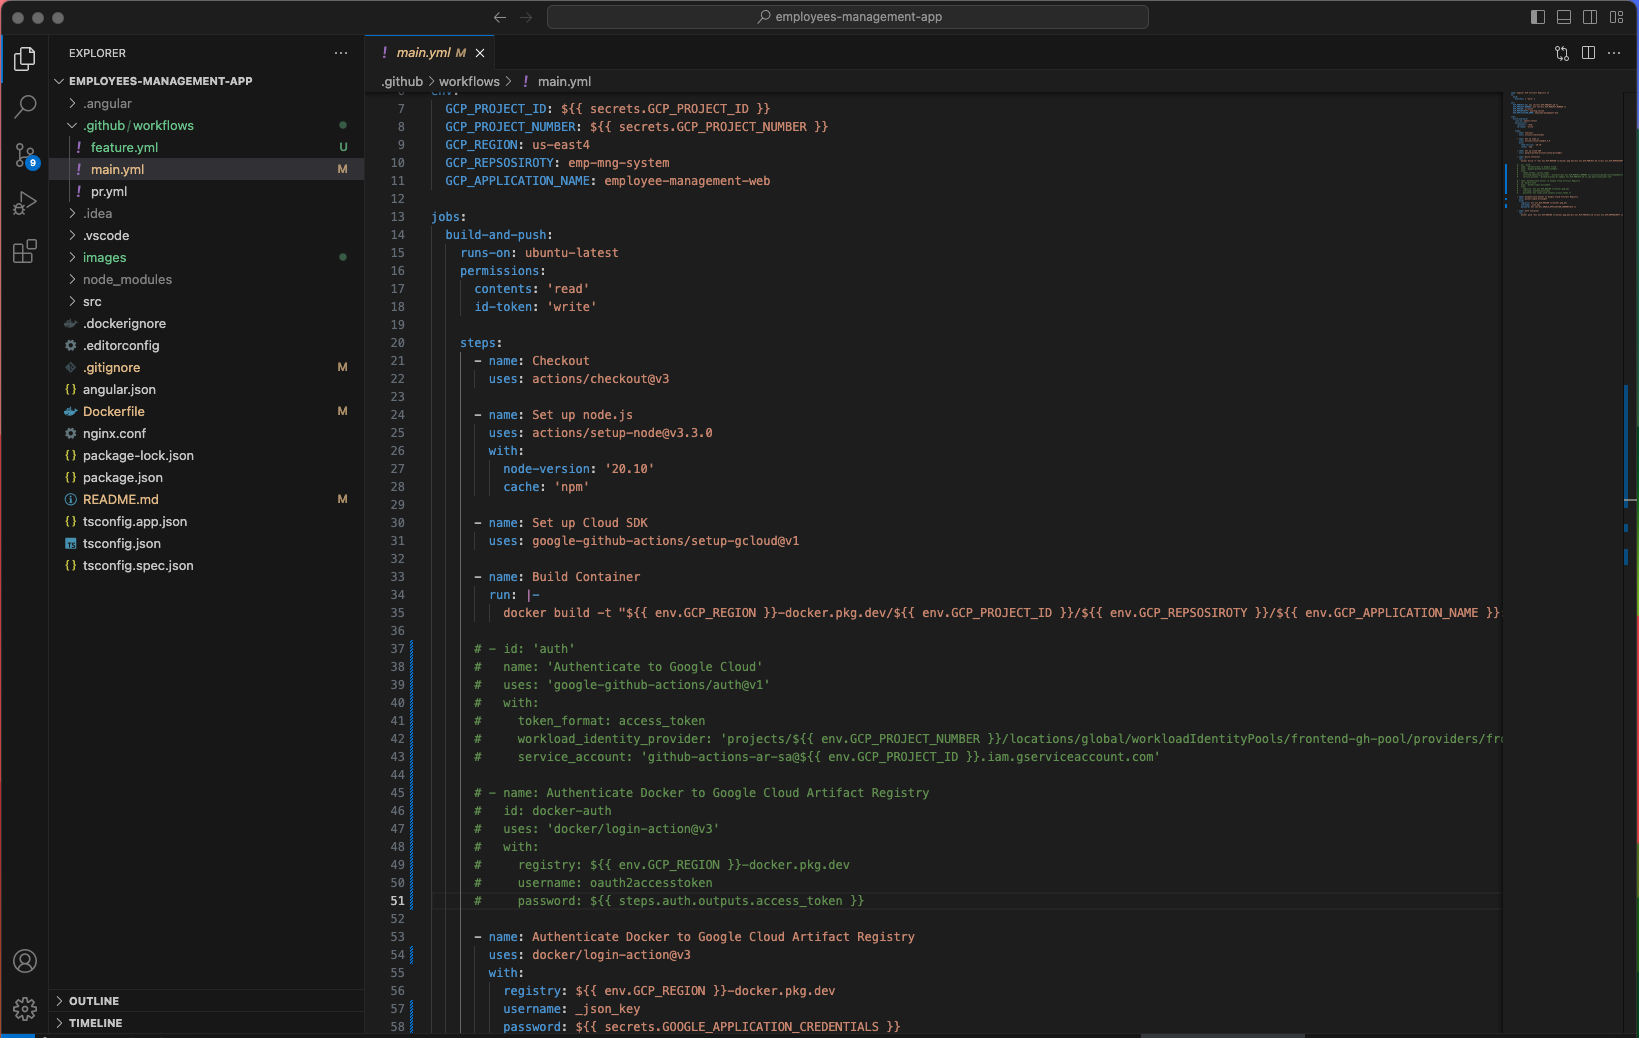 employees-management-app
EXPLORER
EMPLOYEES-MANAGEMENT-APP
.angular
.github/workflows
feature.yml U
main.yml M
pr.yml
.idea
.vscode
images
node_modules
src
.dockerignore
.editorconfig
.gitignore M
angular.json
Dockerfile M
nginx.conf
package-lock.json
package.json
README.md M
tsconfig.app.json
tsconfig.json
tsconfig.spec.json
OUTLINE
TIMELINE
9
main.yml M
.github > workflows > ! main.yml
7 GCP_PROJECT_ID: ${{ secrets.GCP_PROJECT_ID }}
8 GCP_PROJECT_NUMBER: ${{ secrets.GCP_PROJECT_NUMBER }}
9 GCP_REGION: us-east4
10 GCP_REPSOSIROTY: emp-mng-system
11 GCP_APPLICATION_NAME: employee-management-web
12
13 jobs:
14 build-and-push:
15 runs-on: ubuntu-latest
16 permissions:
17 contents: 'read'
18 id-token: 'write'
19
20 steps:
21 - name: Checkout
22 uses: actions/checkout@v3
23
24 - name: Set up node.js
25 uses: actions/setup-node@v3.3.0
26 with:
27 node-version: '20.10'
28 cache: 'npm'
29
30 - name: Set up Cloud SDK
31 uses: google-github-actions/setup-gcloud@v1
32
33 - name: Build Container
34 run: |-
35 docker build -t "${{ env.GCP_REGION }}-docker.pkg.dev/${{ env.GCP_PROJECT_ID }}/${{ env.GCP_REPSOSIROTY }}/${{ env.GCP_APPLICATION_NAME }}
36
37 # - id: 'auth'
38 # name: 'Authenticate to Google Cloud'
39 # uses: 'google-github-actions/auth@v1'
40 # with:
41 # token_format: access_token
42 # workload_identity_provider: 'projects/${{ env.GCP_PROJECT_NUMBER }}/locations/global/workloadIdentityPools/frontend-gh-pool/providers/fr
43 # service_account: 'github-actions-ar-sa@${{ env.GCP_PROJECT_ID }}.iam.gserviceaccount.com'
44
45 # - name: Authenticate Docker to Google Cloud Artifact Registry
46 # id: docker-auth
47 # uses: 'docker/login-action@v3'
48 # with:
49 # registry: ${{ env.GCP_REGION }}-docker.pkg.dev
50 # username: oauth2accesstoken
51 # password: ${{ steps.auth.outputs.access_token }}
52
53 - name: Authenticate Docker to Google Cloud Artifact Registry
54 uses: docker/login-action@v3
55 with:
56 registry: ${{ env.GCP_REGION }}-docker.pkg.dev
57 username: _json_key
58 password: ${{ secrets.GOOGLE_APPLICATION_CREDENTIALS }}